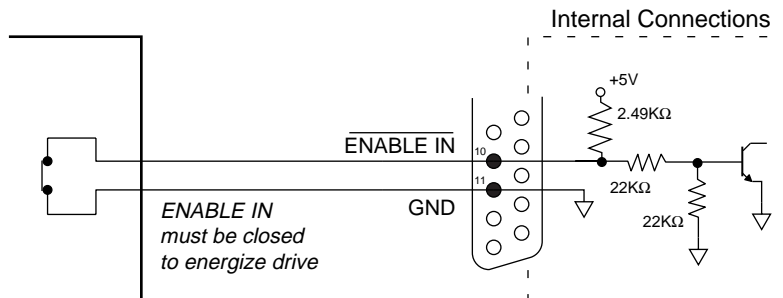 Internal Connections
+5V
2.49KΩ
ENABLE IN
10
22KΩ
11
GND
22KΩ
ENABLE IN
must be closed
to energize drive